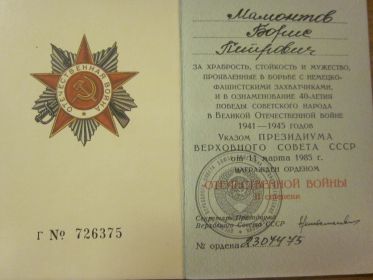 ОТЕЧЕСТВЕННАЯ ВОЙНА
Г № 726375
Мамонтов
Борис
Петрович
ЗА ХРАБРОСТЬ, СТОЙКОСТЬ И МУЖЕСТВО,
ПРОЯВЛЕННЫЕ В БОРЬБЕ С НЕМЕЦКО-
ФАШИСТСКИМИ ЗАХВАТЧИКАМИ,
И В ОЗНАМЕНОВАНИЕ 40-ЛЕТИЯ
ПОБЕДЫ СОВЕТСКОГО НАРОДА
В ВЕЛИКОЙ ОТЕЧЕСТВЕННОЙ ВОЙНЕ
1941—1945 ГОДОВ
УКАЗОМ ПРЕЗИДИУМА
ВЕРХОВНОГО СОВЕТА СССР
от 11 марта 1985 г.
НАГРАЖДЕН ОРДЕНОМ
ОТЕЧЕСТВЕННОЙ ВОЙНЫ
II степени
Секретарь Президиума
Верховного Совета СССР
№ ордена 2304475